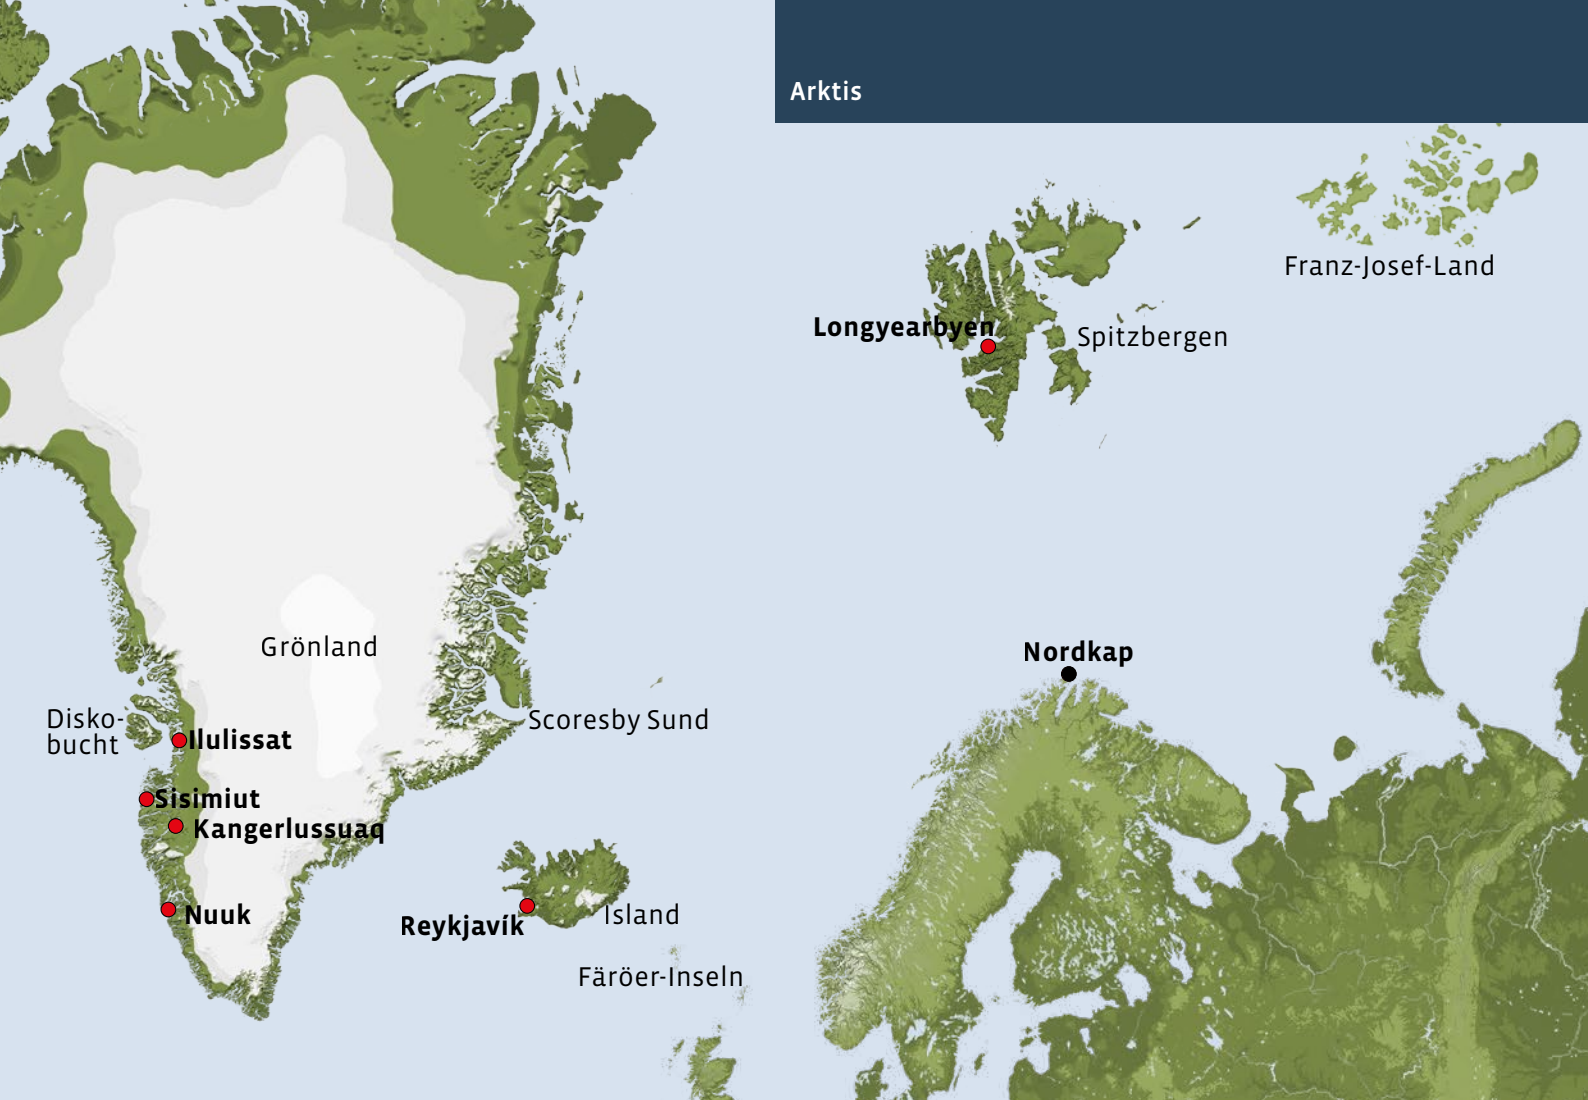 Arktis
Franz-Josef-Land
Longyearbyen
Spitzbergen
Grönland
Nordkap
Disko-
bucht
Scoresby Sund
Ilulissat
Sisimiut
Kangerlussuaq
Nuuk
Reykjavík
Island
Färöer-Inseln